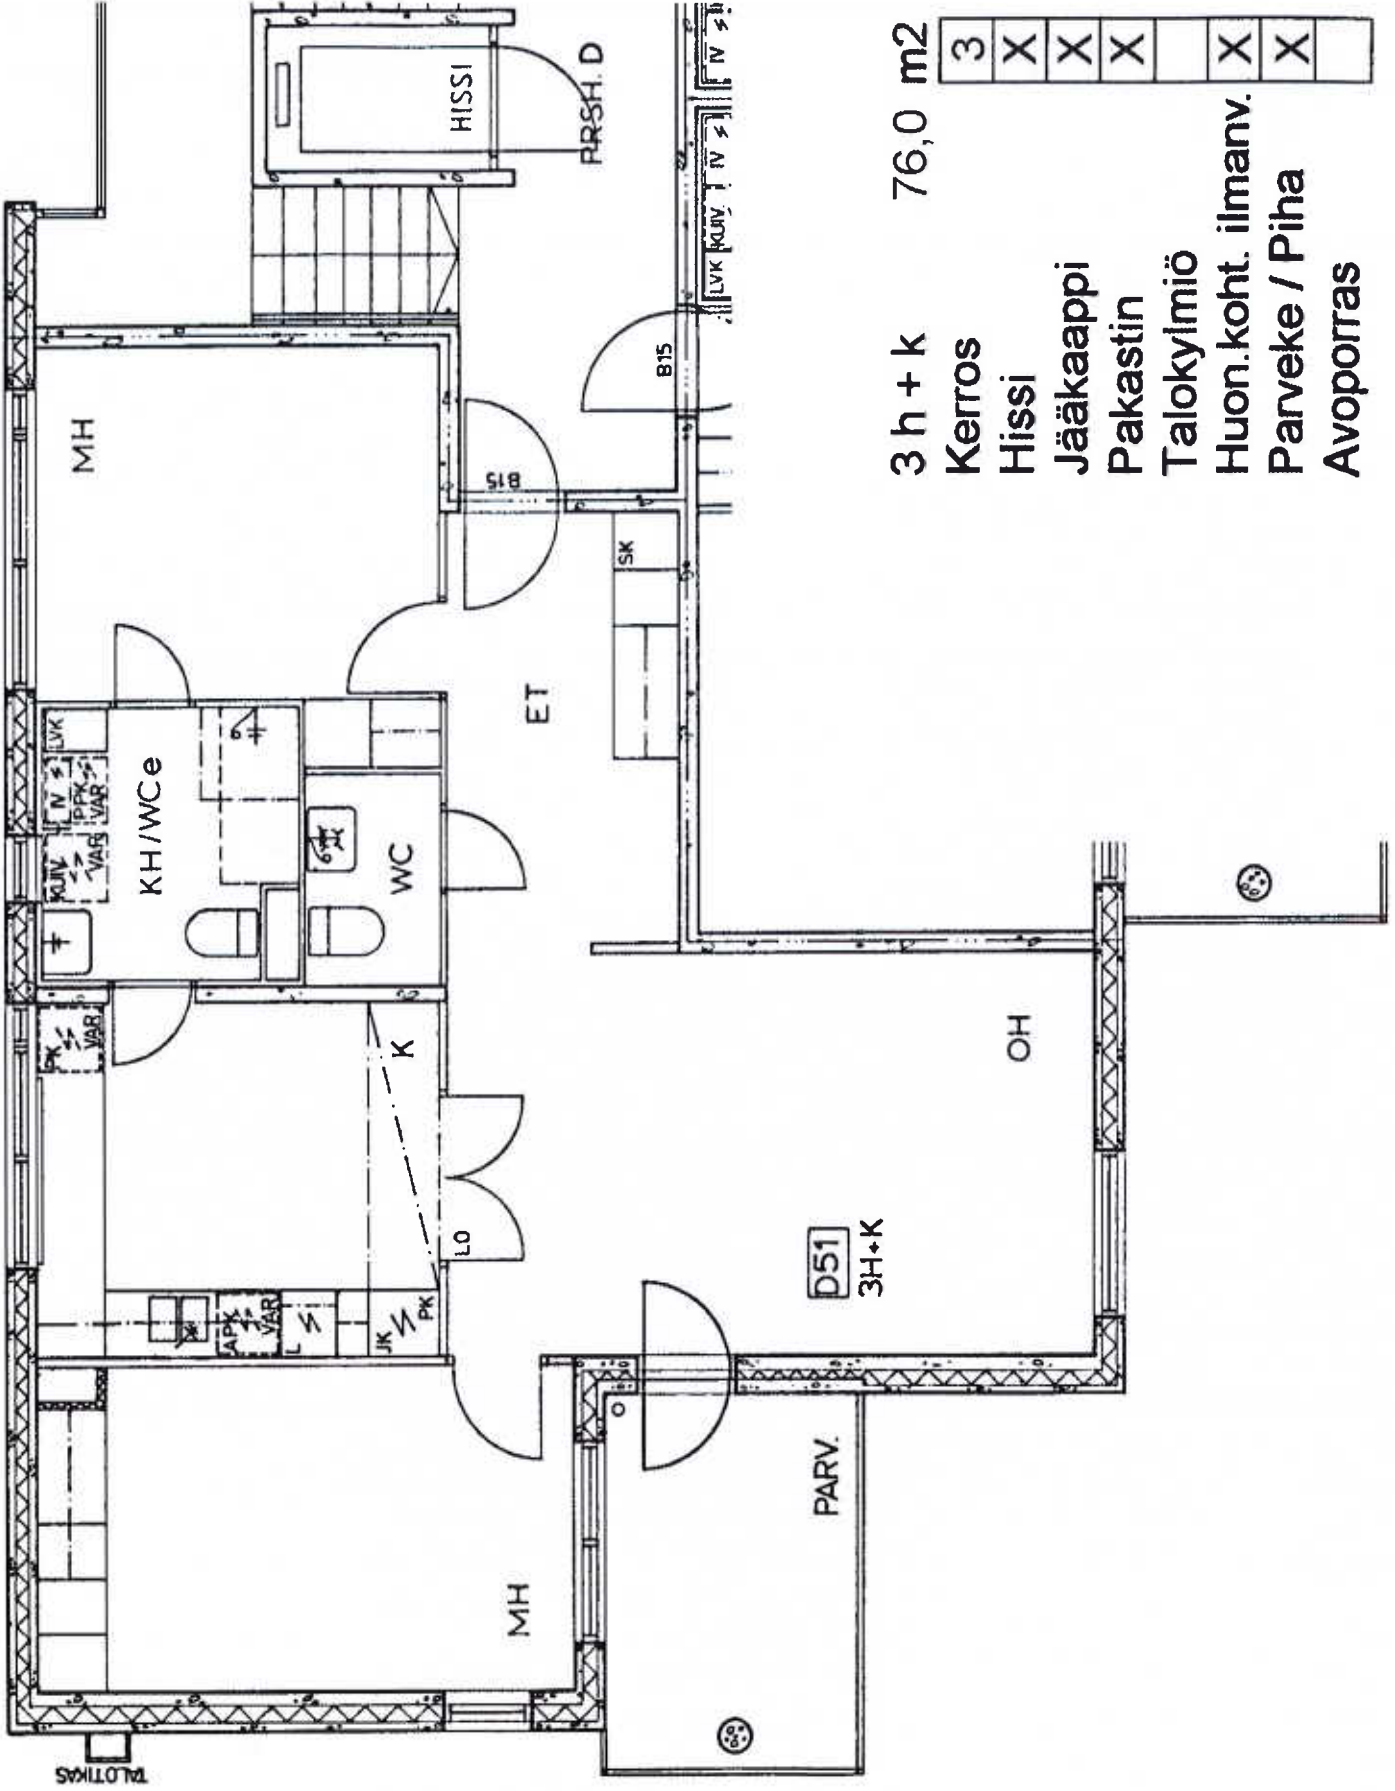 3 h + k 76,0 m2
Kerros 3
Hissi X
Jääkaappi X
Pakastin X
Talokylmiö
Huon.koht. ilmanv. X
Parveke / Piha X
Avoporras
TALOTIKAS
MH
PARV.
JK
PK
L
APK
VAR
LO
K
PK
VAR
D51
3H+K
OH
KH/WCe
KUIV.
VAR
IV
PPK
VAR
LVK
WC
ET
SK
MH
B15
B15
HISSI
PRSH. D
LVK
KUIV.
IV
IV